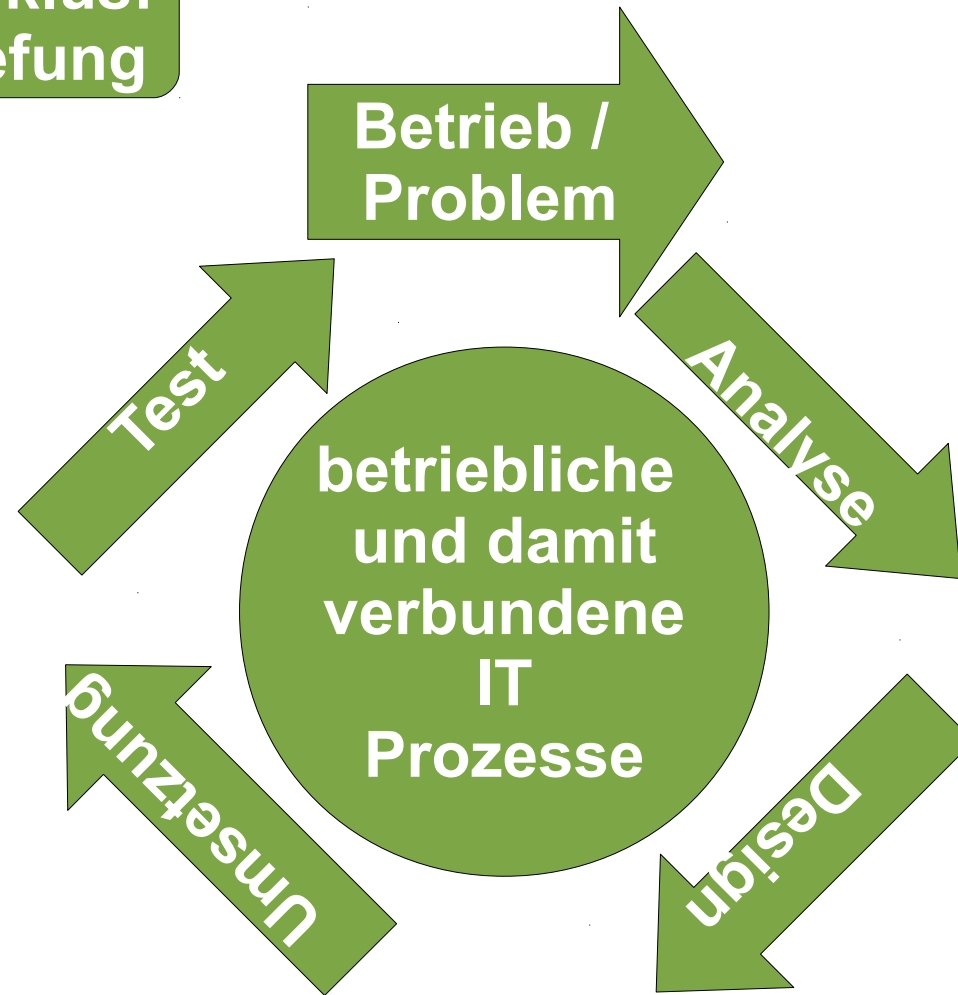 efung
Betrieb /
Problem
Analyse
Test
betriebliche
und damit
verbundene
IT
Prozesse
Design
Umsetzung